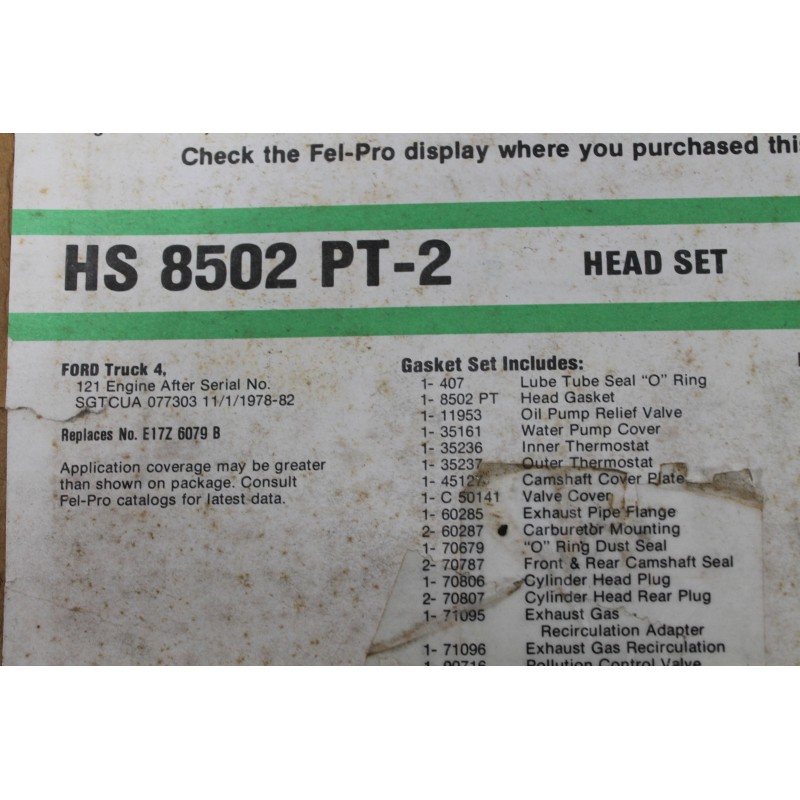 Check the Fel-Pro display where you purchased
HS 8502 PT-2
HEAD SET
FORD Truck 4,
121 Engine After Serial No.
SGTCUA 077303 11/1/1978-82
Replaces No. E17Z 6079 B
Application coverage may be greater
than shown on package. Consult
Fel-Pro catalogs for latest data.
Gasket Set Includes:
1- 407 Lube Tube Seal "O" Ring
1- 8502 PT Head Gasket
1- 11953 Oil Pump Relief Valve
1- 35161 Water Pump Cover
1- 35236 Inner Thermostat
1- 35237 Outer Thermostat
1- 45127 Camshaft Cover Plate
1- C 50141 Valve Cover
1- 60285 Exhaust Pipe Flange
2- 60287 Carburetor Mounting
1- 70679 "O" Ring Dust Seal
2- 70787 Front & Rear Camshaft Seal
1- 70806 Cylinder Head Plug
2- 70807 Cylinder Head Rear Plug
1- 71095 Exhaust Gas
Recirculation Adapter
1- 71096 Exhaust Gas Recirculation
1- 90716 Pollution Control Valve